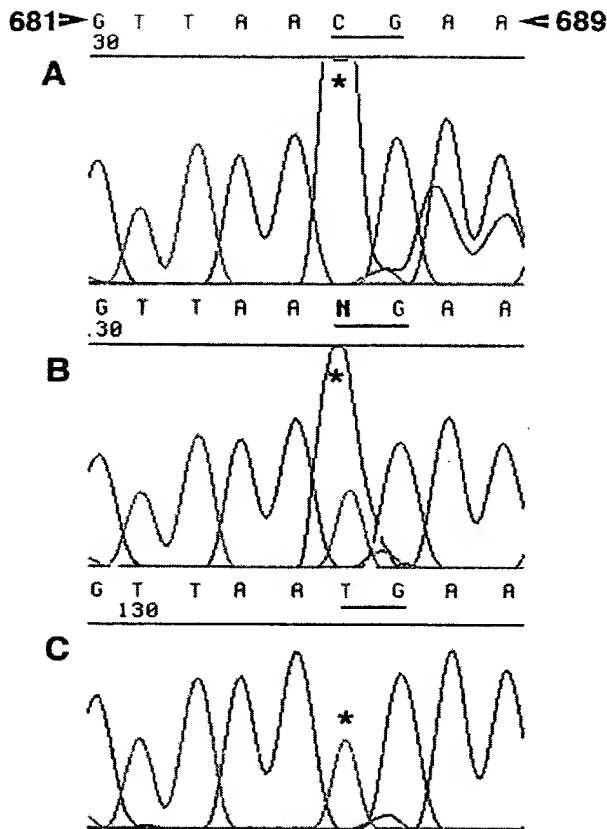 681 G T T A A C G A A 689
30
A
*
G T T A A N G A A
.30
B
*
G T T A A T G A A
130
C
*